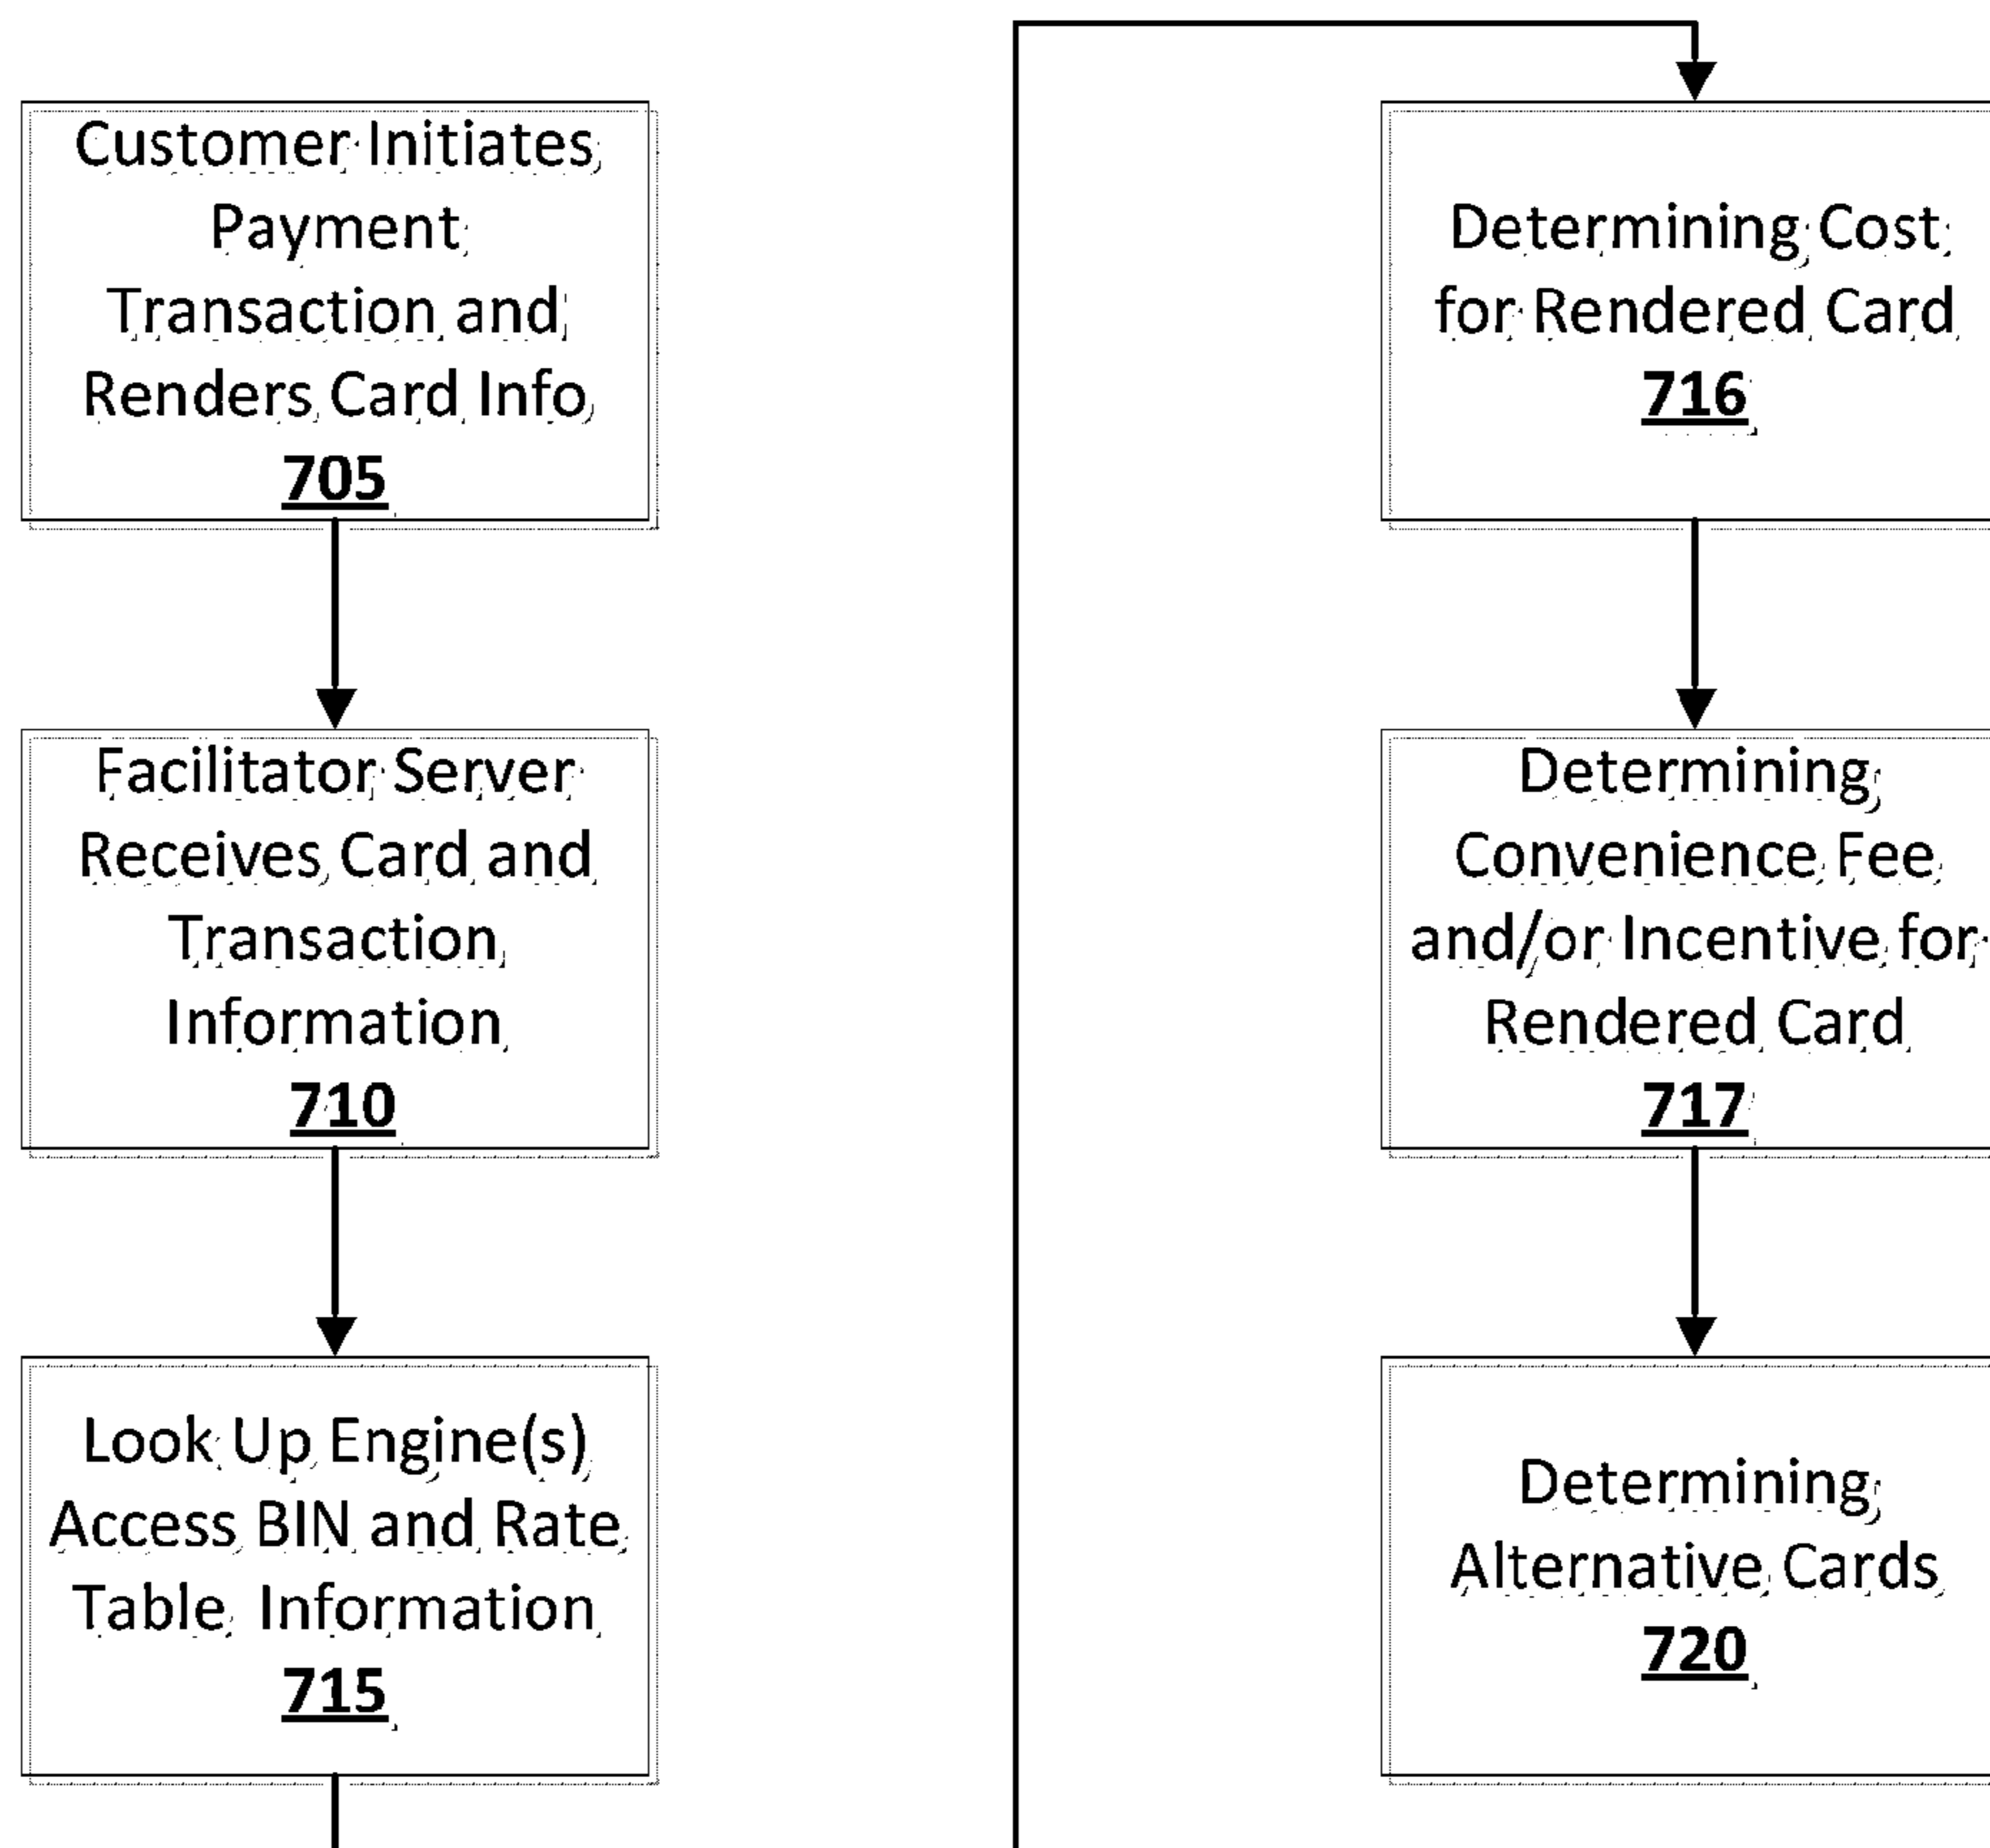 Customer Initiates
Payment
Transaction and
Renders Card Info
705
Facilitator Server
Receives Card and
Transaction
Information
710
Look Up Engine(s)
Access BIN and Rate
Table Information
715
Determining Cost
for Rendered Card
716
Determining
Convenience Fee
and/or Incentive for
Rendered Card
717
Determining
Alternative Cards
720